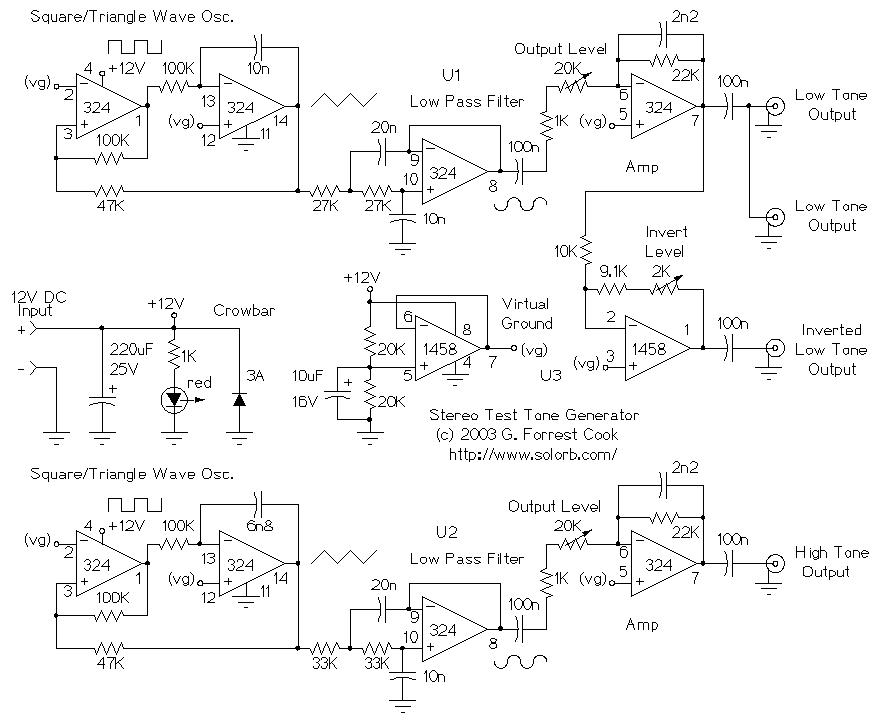 Square/Triangle Wave Osc.
4
+12V
(vg)
2
324
3
1
100K
47K
100K
10n
13
324
14
(vg)
12
11
U1
Low Pass Filter
20n
9
324
10
8
27K
27K
10n
100n
Output Level
20K
1K
2n2
22K
6
324
(vg)
5
7
Amp
100n
Low Tone
Output
Low Tone
Output
10K
Invert
Level
9.1K
2K
2
1458
1
(vg)
3
U3
100n
Inverted
Low Tone
Output
12V DC
Input
+
-
220uF
25V
+12V
1K
red
Crowbar
3A
+12V
20K
10uF
16V
20K
6
8
1458
5
4
7
Virtual
Ground
(vg)
Stereo Test Tone Generator
(c) 2003 G. Forrest Cook
http://www.solorb.com/
Square/Triangle Wave Osc.
4
+12V
(vg)
2
324
3
1
100K
47K
100K
6n8
13
324
14
(vg)
12
11
U2
Low Pass Filter
20n
9
324
10
8
33K
33K
10n
100n
Output Level
20K
1K
2n2
22K
6
324
(vg)
5
7
Amp
100n
High Tone
Output